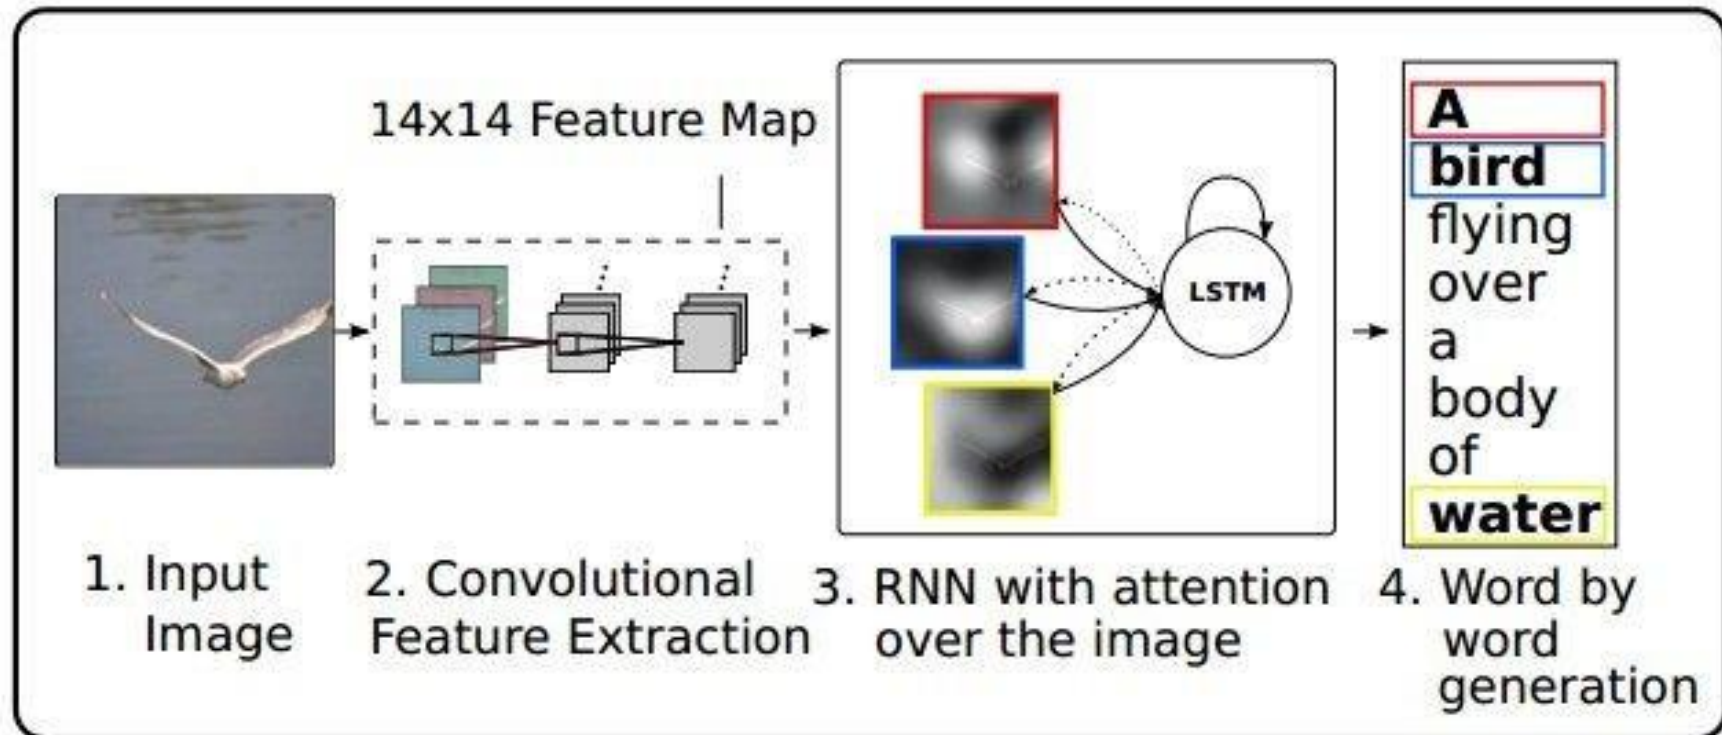 14x14 Feature Map
LSTM
A
bird
flying
over
a
body
of
water
1. Input
Image
2. Convolutional
Feature Extraction
3. RNN with attention
over the image
4. Word by
word
generation